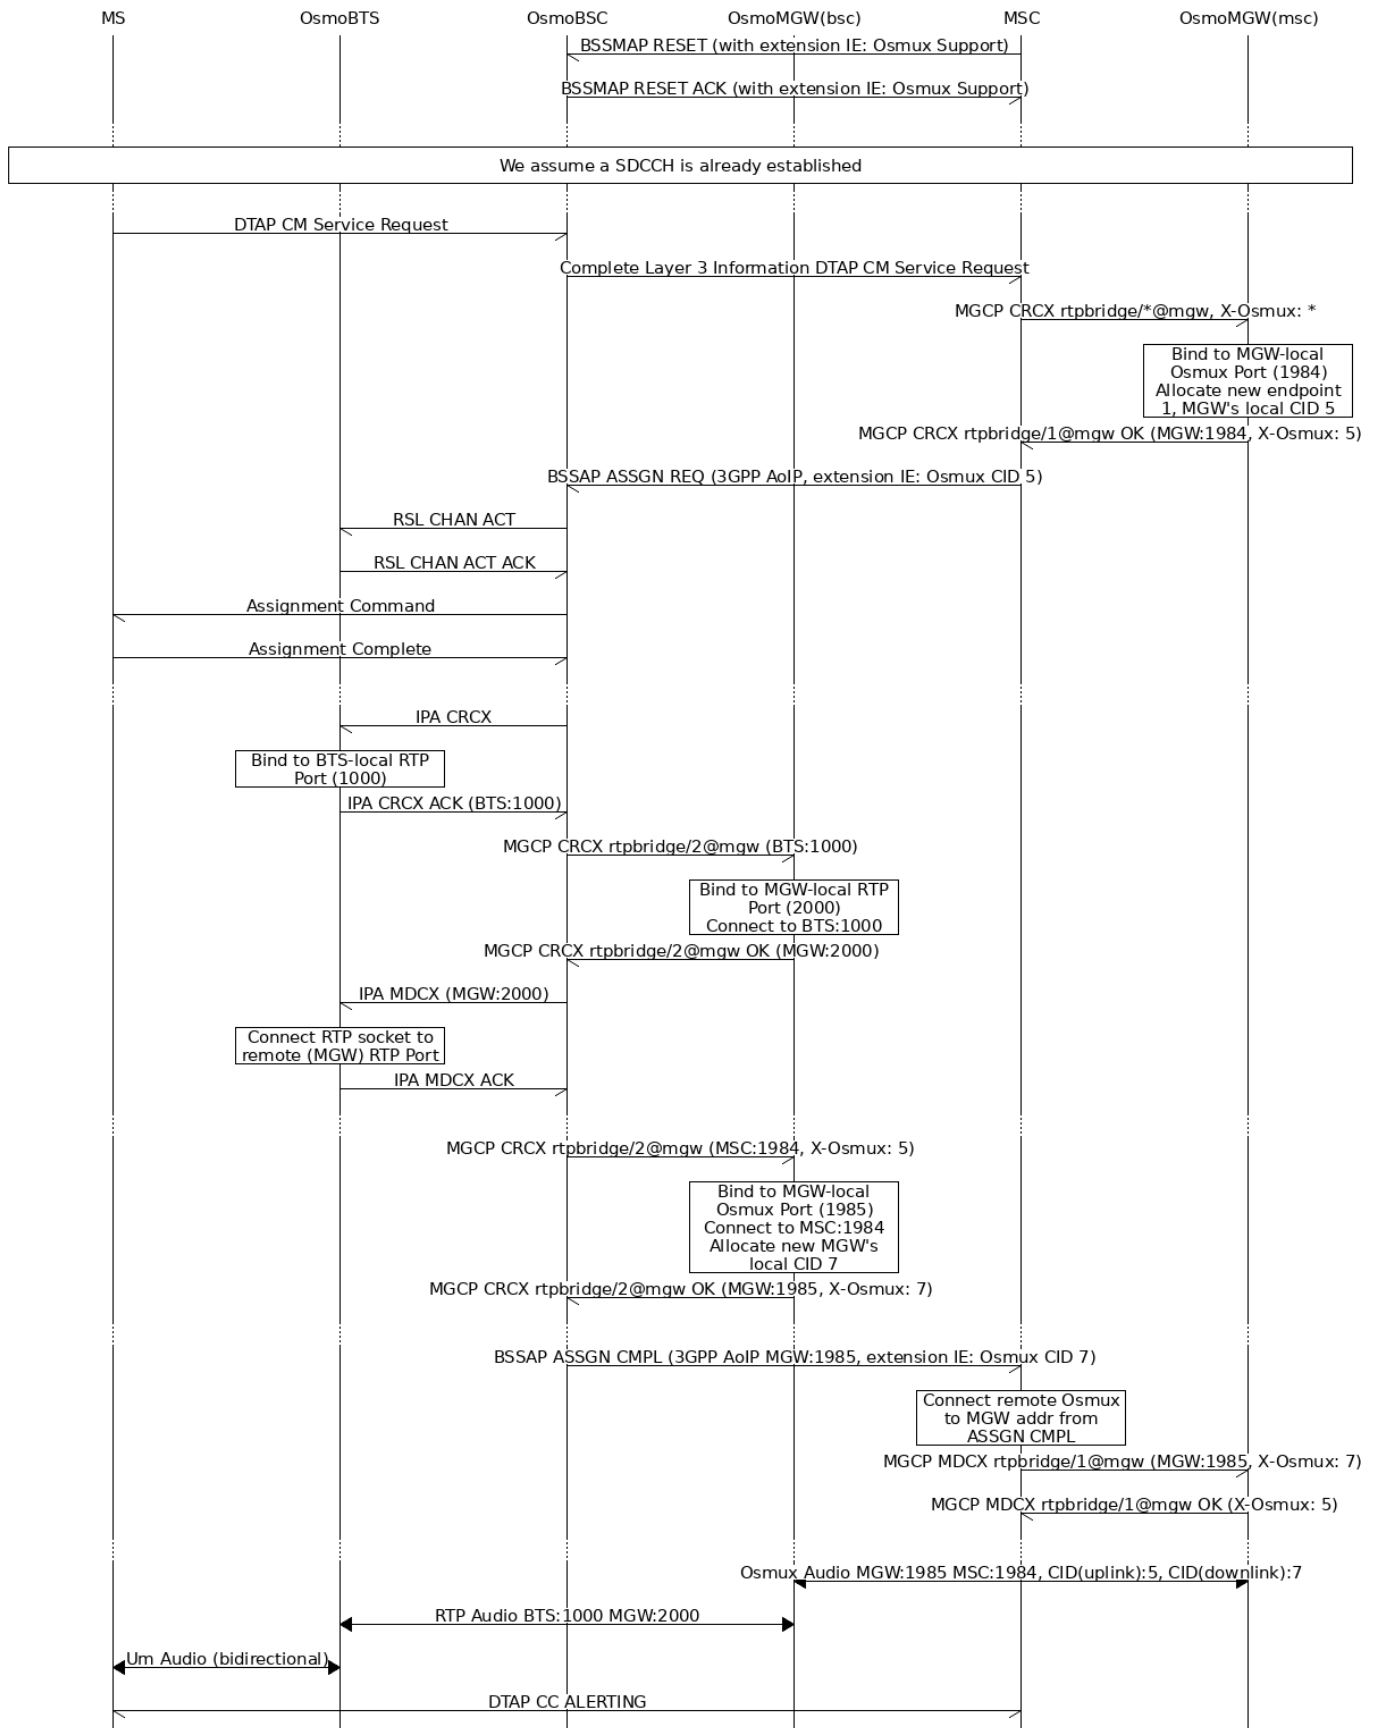 MS OsmoBTS OsmoBSC OsmoMGW(bsc) MSC OsmoMGW(msc)
BSSMAP RESET (with extension IE: Osmux Support)
BSSMAP RESET ACK (with extension IE: Osmux Support)
We assume a SDCCH is already established
DTAP CM Service Request
Complete Layer 3 Information DTAP CM Service Request
MGCP CRCX rtpbridge/*@mgw, X-Osmux: *
Bind to MGW-local
Osmux Port (1984)
Allocate new endpoint
1, MGW's local CID 5
MGCP CRCX rtpbridge/1@mgw OK (MGW:1984, X-Osmux: 5)
BSSAP ASSGN REQ (3GPP AoIP, extension IE: Osmux CID 5)
RSL CHAN ACT
RSL CHAN ACT ACK
Assignment Command
Assignment Complete
IPA CRCX
Bind to BTS-local RTP
Port (1000)
IPA CRCX ACK (BTS:1000)
MGCP CRCX rtpbridge/2@mgw (BTS:1000)
Bind to MGW-local RTP
Port (2000)
Connect to BTS:1000
MGCP CRCX rtpbridge/2@mgw OK (MGW:2000)
IPA MDCX (MGW:2000)
Connect RTP socket to
remote (MGW) RTP Port
IPA MDCX ACK
MGCP CRCX rtpbridge/2@mgw (MSC:1984, X-Osmux: 5)
Bind to MGW-local
Osmux Port (1985)
Connect to MSC:1984
Allocate new MGW's
local CID 7
MGCP CRCX rtpbridge/2@mgw OK (MGW:1985, X-Osmux: 7)
BSSAP ASSGN CMPL (3GPP AoIP MGW:1985, extension IE: Osmux CID 7)
Connect remote Osmux
to MGW addr from
ASSGN CMPL
MGCP MDCX rtpbridge/1@mgw (MGW:1985, X-Osmux: 7)
MGCP MDCX rtpbridge/1@mgw OK (X-Osmux: 5)
Osmux Audio MGW:1985 MSC:1984, CID(uplink):5, CID(downlink):7
RTP Audio BTS:1000 MGW:2000
Um Audio (bidirectional)
DTAP CC ALERTING